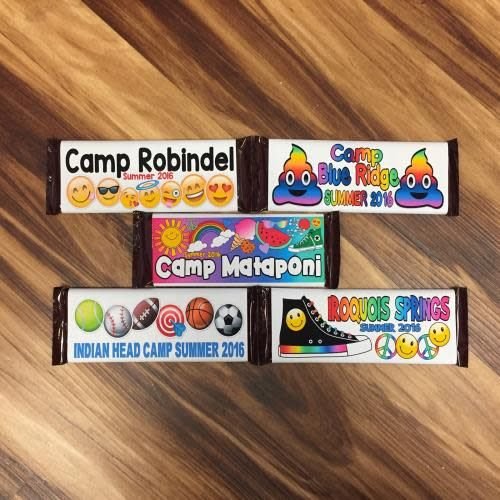 Camp Robindel
Summer 2016
Camp
Blue Ridge
SUMMER 2016
Summer 2016
Camp Mataponi
INDIAN HEAD CAMP SUMMER 2016
IROQUOIS SPRINGS
SUMMER 2016